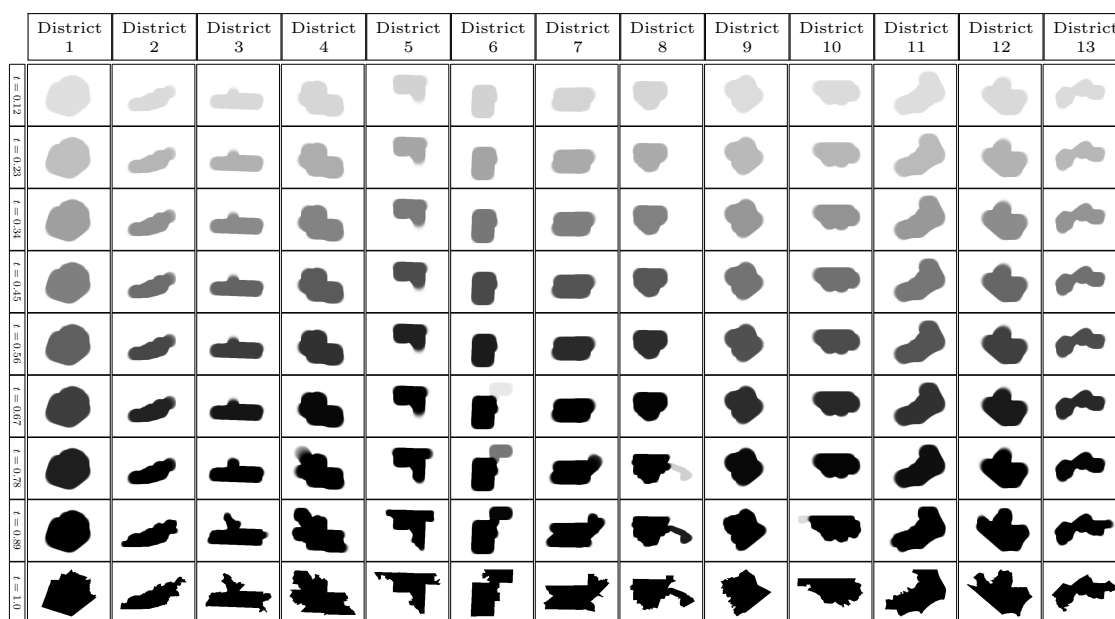 District District District District District District District District District District District District District
1 2 3 4 5 6 7 8 9 10 11 12 13
t = 0.12
t = 0.23
t = 0.34
t = 0.45
t = 0.56
t = 0.67
t = 0.78
t = 0.89
t = 1.0